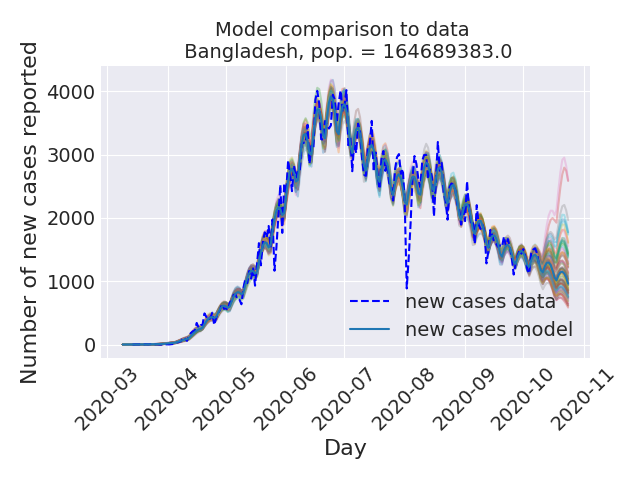 Model comparison to data
Bangladesh, pop. = 164689383.0
Number of new cases reported
4000
3000
2000
1000
0
new cases data
new cases model
2020-03
2020-04
2020-05
2020-06
2020-07
2020-08
2020-09
2020-10
2020-11
Day